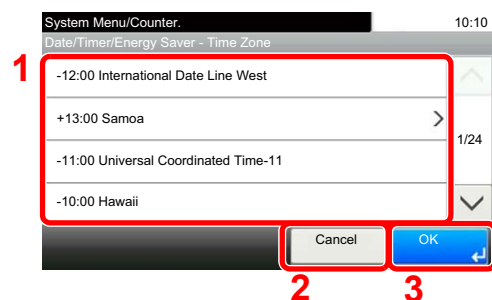 System Menu/Counter. 10:10
Date/Timer/Energy Saver - Time Zone
1
-12:00 International Date Line West
+13:00 Samoa
1/24
-11:00 Universal Coordinated Time-11
-10:00 Hawaii
Cancel OK
2 3